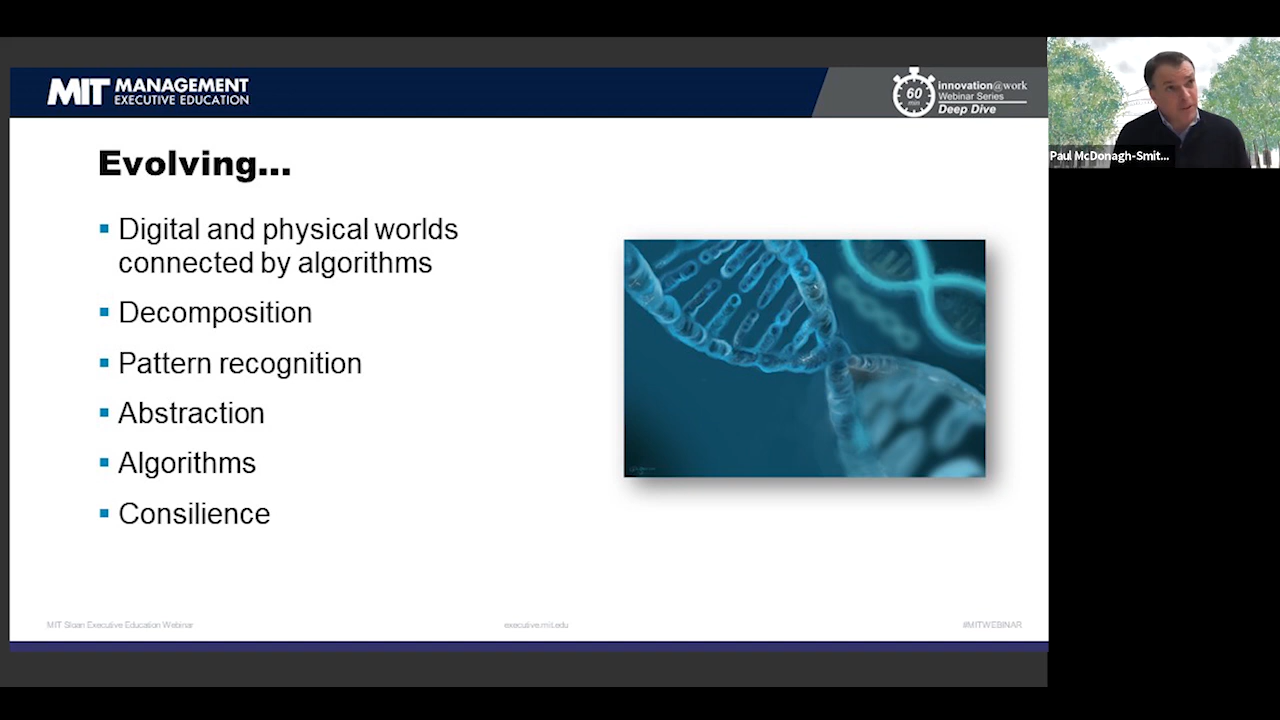 MIT MANAGEMENT
EXECUTIVE EDUCATION
60
min
innovation@work
Webinar Series
Deep Dive
Paul McDonagh-Smit...
Evolving...
▪ Digital and physical worlds
connected by algorithms
▪ Decomposition
▪ Pattern recognition
▪ Abstraction
▪ Algorithms
▪ Consilience
MIT Sloan Executive Education Webinar
executive.mit.edu
#MITWEBINAR